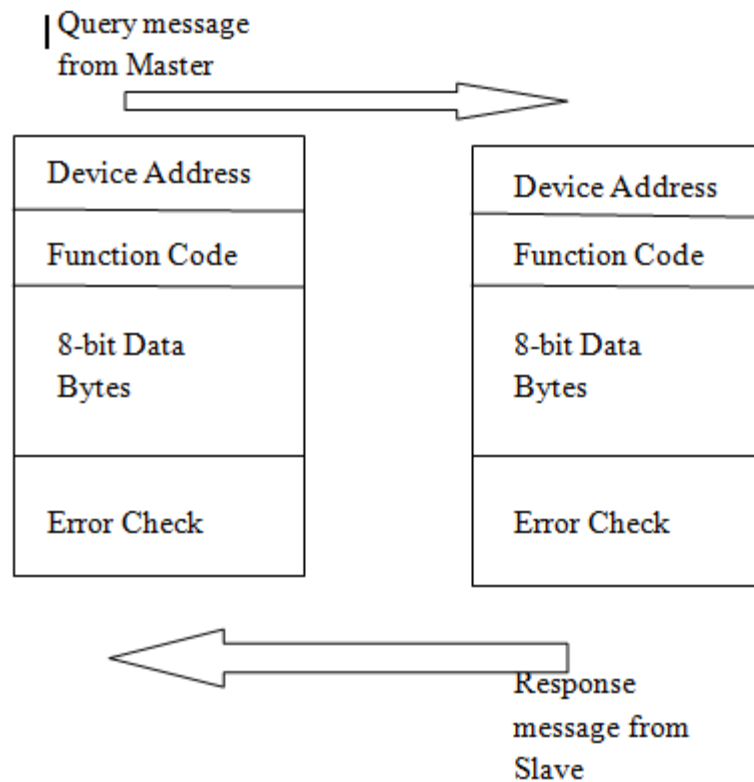 Query message
from Master
Device Address
Function Code
8-bit Data
Bytes
Error Check
Device Address
Function Code
8-bit Data
Bytes
Error Check
Response
message from
Slave